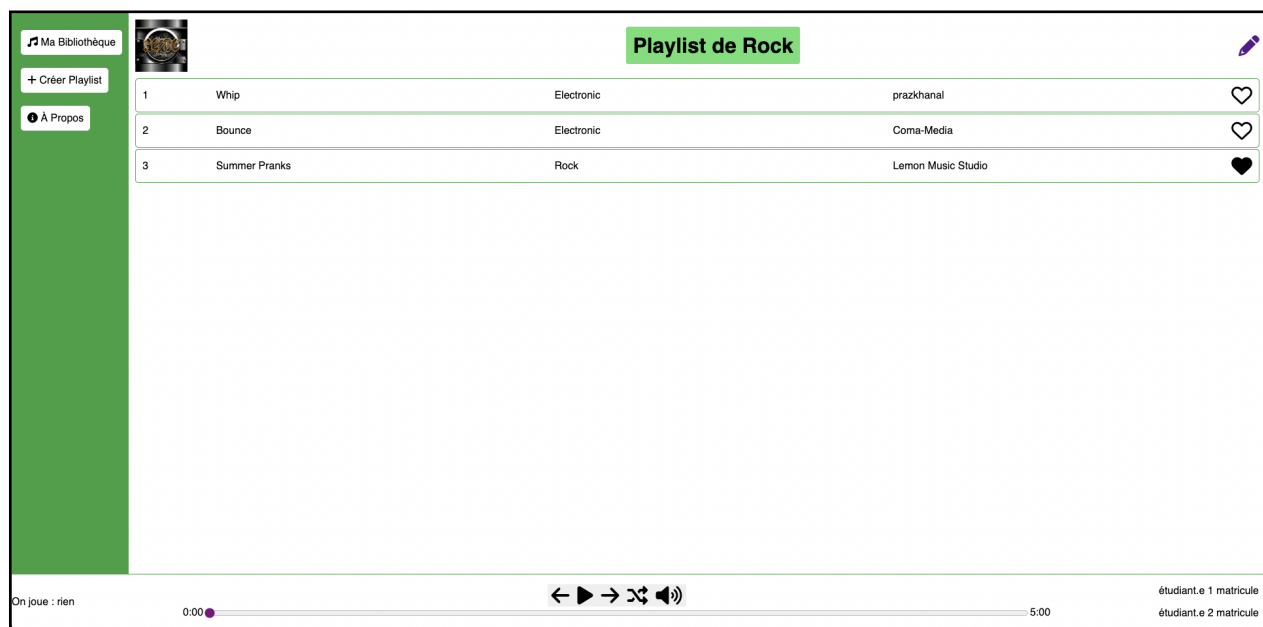 Ma Bibliothèque
Créer Playlist
À Propos
Playlist de Rock
1 Whip Electronic prazkhanal
2 Bounce Electronic Coma-Media
3 Summer Pranks Rock Lemon Music Studio
On joue : rien
0:00 5:00
étudiant.e 1 matricule
étudiant.e 2 matricule